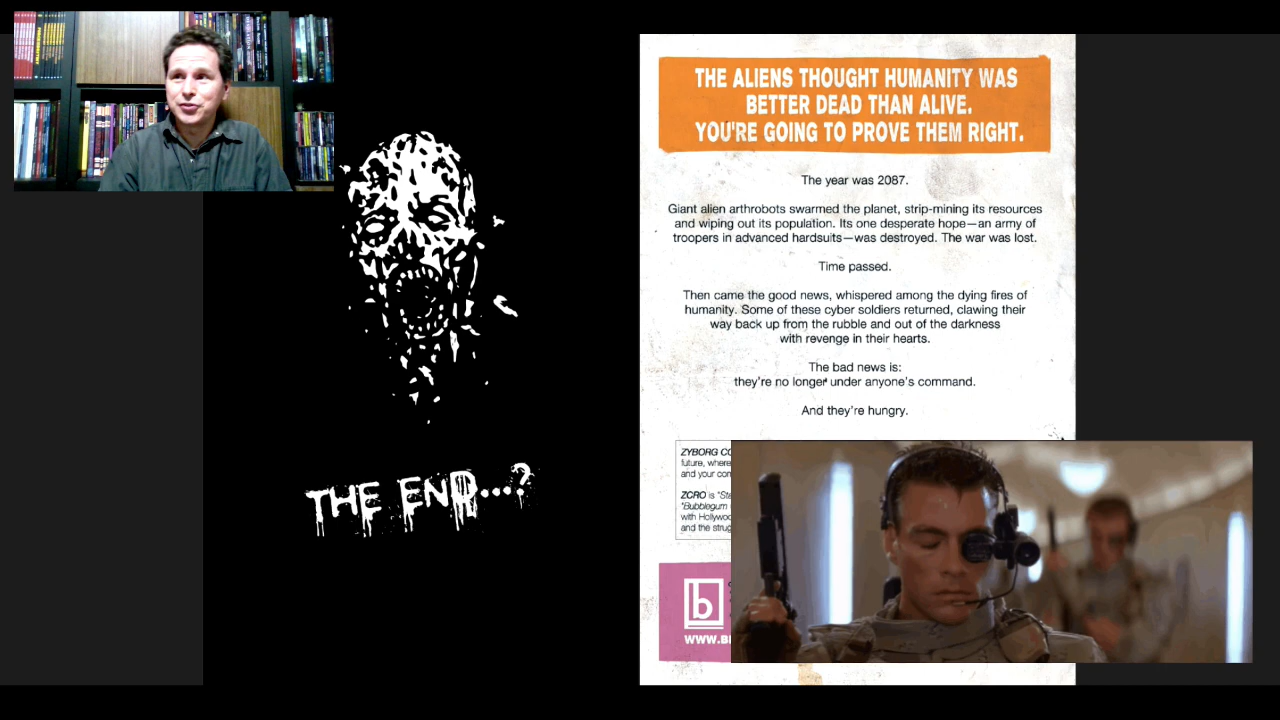 THE END...?
THE ALIENS THOUGHT HUMANITY WAS
BETTER DEAD THAN ALIVE.
YOU'RE GOING TO PROVE THEM RIGHT.
The year was 2087.
Giant alien arthrobots swarmed the planet, strip-mining its resources
and wiping out its population. Its one desperate hope—an army of
troopers in advanced hardsuits—was destroyed. The war was lost.
Time passed.
Then came the good news, whispered among the dying fires of
humanity. Some of these cyber soldiers returned, clawing their
way back up from the rubble and out of the darkness
with revenge in their hearts.
The bad news is:
they're no longer under anyone's command.
And they're hungry.
ZYBORG CO
future, where
and your com
ZCRO is "Ste
"Bubblegum
with Hollywoo
and the strug
b
WWW.B